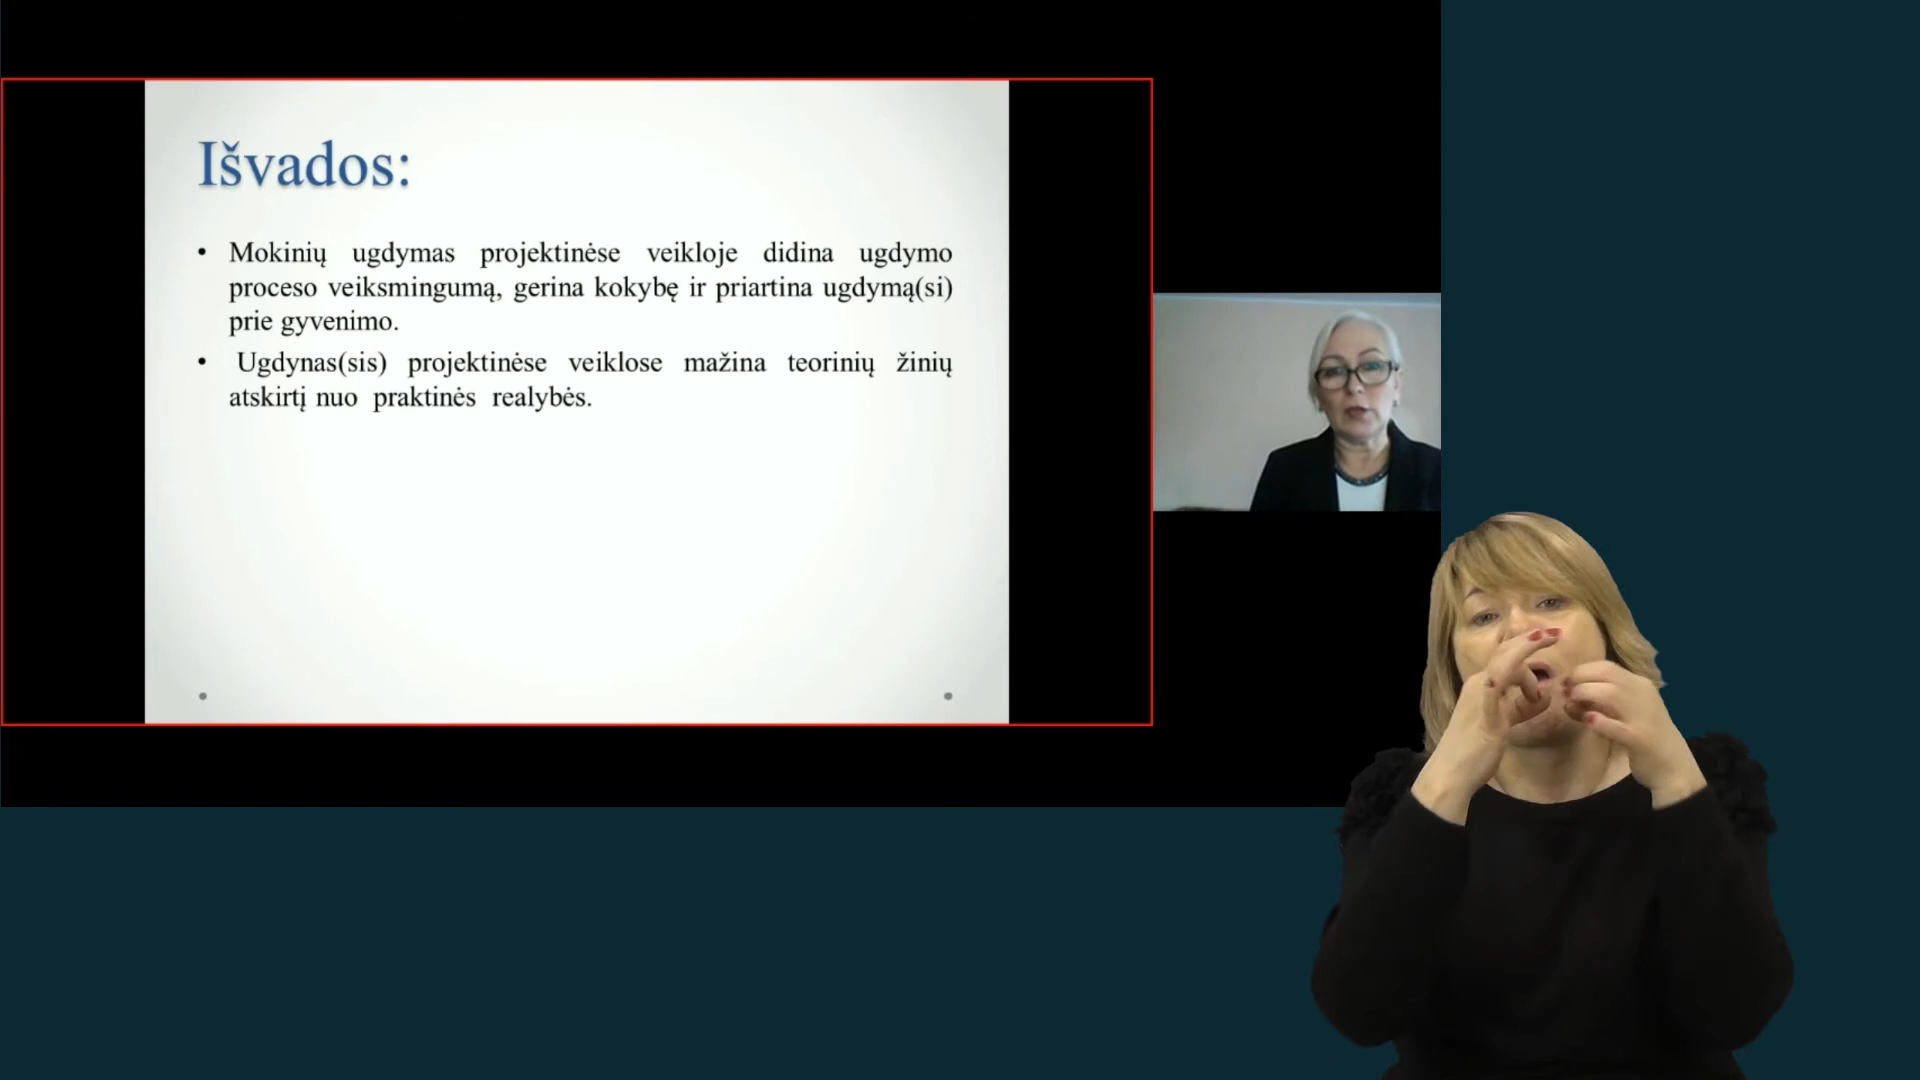 Išvados:
• Mokinių ugdymas projektinėse veikloje didina ugdymo
proceso veiksmingumą, gerina kokybę ir priartina ugdymą(si)
prie gyvenimo.
• Ugdynas(sis) projektinėse veiklose mažina teorinių žinių
atskirtį nuo praktinės realybės.